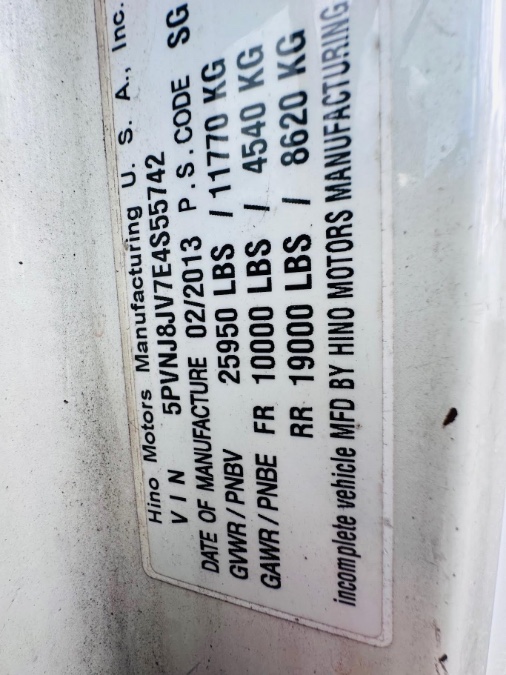 Hino Motors Manufacturing U. S. A., Inc.
VIN 5PVNJ8JV7E4S55742
DATE OF MANUFACTURE 02/2013 P.S.CODE SG
GVWR / PNBV 25950 LBS / 11770 KG
GAWR / PNBE FR 10000 LBS / 4540 KG
RR 19000 LBS / 8620 KG
incomplete vehicle MFD BY HINO MOTORS MANUFACTURING